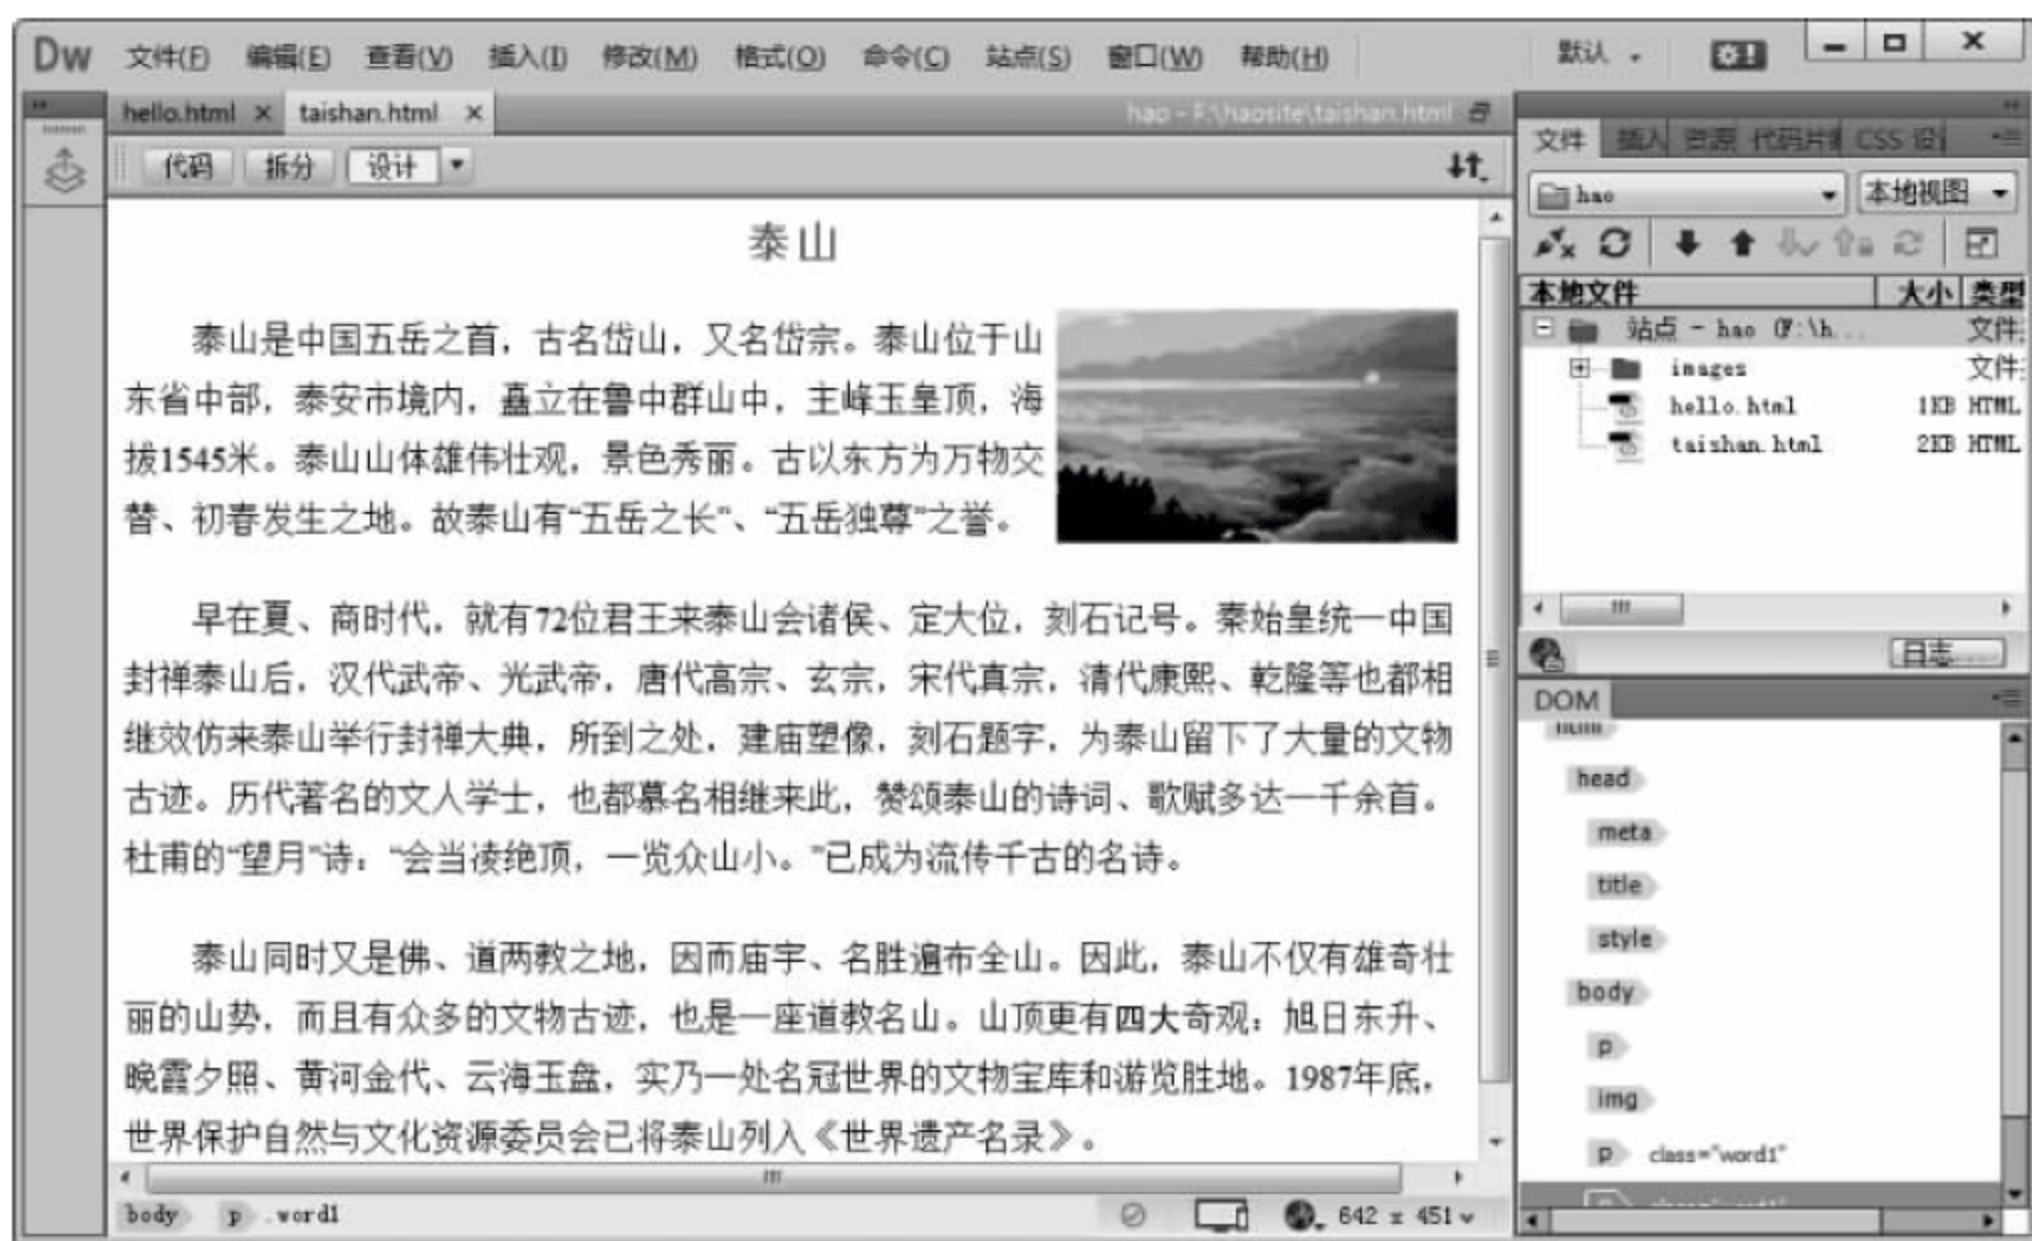 Dw 文件(F) 编辑(E) 查看(V) 插入(I) 修改(M) 格式(O) 命令(C) 站点(S) 窗口(W) 帮助(H) 默认
hello.html × taishan.html × hao - F:\haosite\taishan.html
代码 拆分 设计
泰山
泰山是中国五岳之首，古名岱山，又名岱宗。泰山位于山
东省中部，泰安市境内，矗立在鲁中群山中，主峰玉皇顶，海
拔1545米。泰山山体雄伟壮观，景色秀丽。古以东方为万物交
替、初春发生之地。故泰山有“五岳之长”、“五岳独尊”之誉。
早在夏、商时代，就有72位君王来泰山会诸侯、定大位，刻石记号。秦始皇统一中国
封禅泰山后，汉代武帝、光武帝，唐代高宗、玄宗，宋代真宗，清代康熙、乾隆等也都相
继效仿来泰山举行封禅大典，所到之处，建庙塑像，刻石题字，为泰山留下了大量的文物
古迹。历代著名的文人学士，也都慕名相继来此，赞颂泰山的诗词、歌赋多达一千余首。
杜甫的“望月”诗：“会当凌绝顶，一览众山小。”已成为流传千古的名诗。
泰山同时又是佛、道两教之地，因而庙宇、名胜遍布全山。因此，泰山不仅有雄奇壮
丽的山势，而且有众多的文物古迹，也是一座道教名山。山顶更有四大奇观：旭日东升、
晚霞夕照、黄河金代、云海玉盘，实乃一处名冠世界的文物宝库和游览胜地。1987年底，
世界保护自然与文化资源委员会已将泰山列入《世界遗产名录》。
body p .word1 642 x 451
文件 插入 资源 代码片 CSS 设
hao 本地视图
本地文件 大小 类型
站点 - hao (F:\h... 文件
images 文件
hello.html 1KB HTML
taishan.html 2KB HTML
日志...
DOM
html
head
meta
title
style
body
p
img
p class="word1"